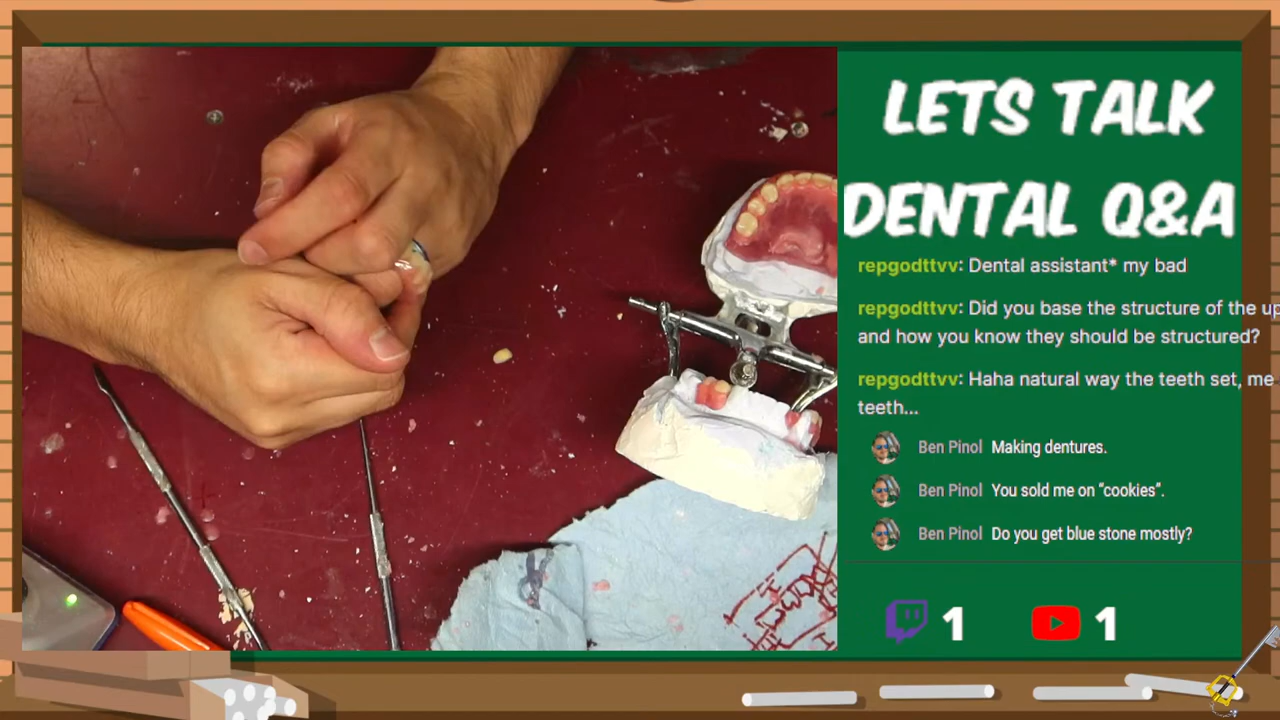 LETS TALK
DENTAL Q&A
repgodttvv: Dental assistant* my bad
repgodttvv: Did you base the structure of the up
and how you know they should be structured?
repgodttvv: Haha natural way the teeth set, me
teeth...
Ben Pinol Making dentures.
Ben Pinol You sold me on “cookies”.
Ben Pinol Do you get blue stone mostly?
1 1